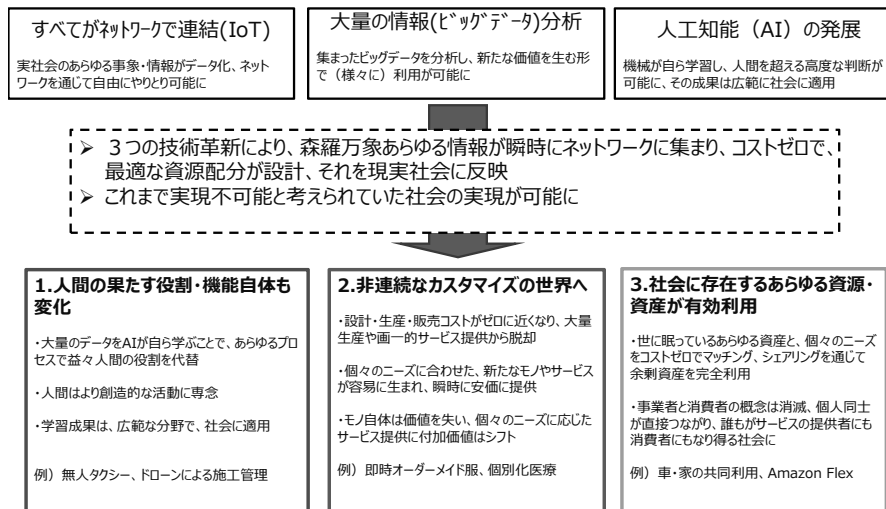 すべてがネットワークで連結(IoT)
実社会のあらゆる事象・情報がデータ化、ネット
ワークを通じて自由にやりとり可能に
大量の情報(ﾋﾞｯｸﾞﾃﾞｰﾀ)分析
集まったビッグデータを分析し、新たな価値を生む形
で（様々に）利用が可能に
人工知能（AI）の発展
機械が自ら学習し、人間を超える高度な判断が
可能に、その成果は広範に社会に適用
➢ ３つの技術革新により、森羅万象あらゆる情報が瞬時にネットワークに集まり、コストゼロで、
最適な資源配分が設計、それを現実社会に反映
➢ これまで実現不可能と考えられていた社会の実現が可能に
1.人間の果たす役割・機能自体も
変化
・大量のデータをAIが自ら学ぶことで、あらゆるプロ
セスで益々人間の役割を代替
・人間はより創造的な活動に専念
・学習成果は、広範な分野で、社会に適用
例）無人タクシー、ドローンによる施工管理
2.非連続なカスタマイズの世界へ
・設計・生産・販売コストがゼロに近くなり、大量
生産や画一的サービス提供から脱却
・個々のニーズに合わせた、新たなモノやサービス
が容易に生まれ、瞬時に安価に提供
・モノ自体は価値を失い、個々のニーズに応じた
サービス提供に付加価値はシフト
例）即時オーダーメイド服、個別化医療
3.社会に存在するあらゆる資源・
資産が有効利用
・世に眠っているあらゆる資産と、個々のニーズ
をコストゼロでマッチング、シェアリングを通じて
余剰資産を完全利用
・事業者と消費者の概念は消滅、個人同士
が直接つながり、誰もがサービスの提供者にも
消費者にもなり得る社会に
例）車・家の共同利用、Amazon Flex